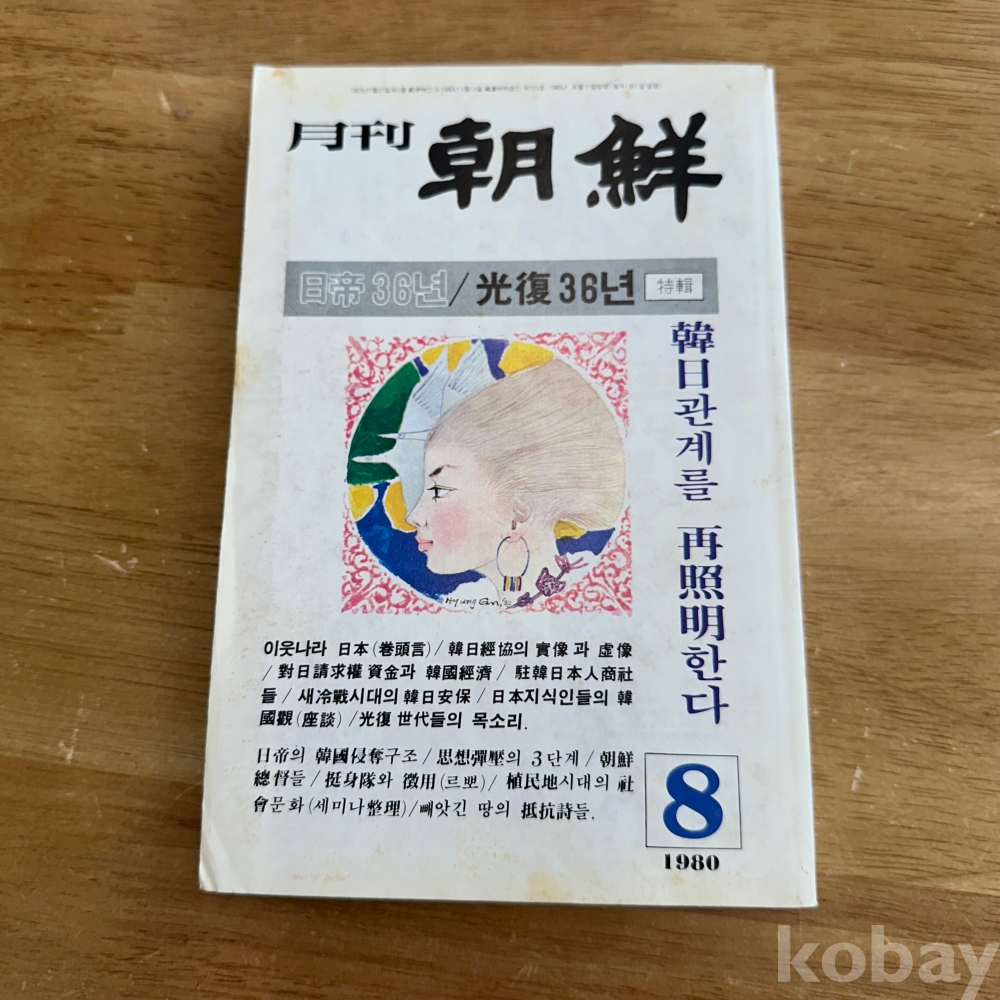 月刊 朝鮮
日帝 36년 / 光復 36년 特輯
韓日관계를 再照明한다
이웃나라 日本 (卷頭言) / 韓日經協의 實像 과 虛像
/ 對日請求權 資金과 韓國經濟 / 駐韓日本人商社
들 / 새冷戰시대의 韓日安保 / 日本지식인들의 韓
國觀 (座談) / 光復 世代들의 목소리.
日帝의 韓國侵奪구조 / 思想彈壓의 3단계 / 朝鮮
總督들 / 挺身隊와 徵用 (르뽀) / 植民地시대의 社
會문화 (세미나整理) / 빼앗긴 땅의 抵抗詩들.
8
1980
kobay